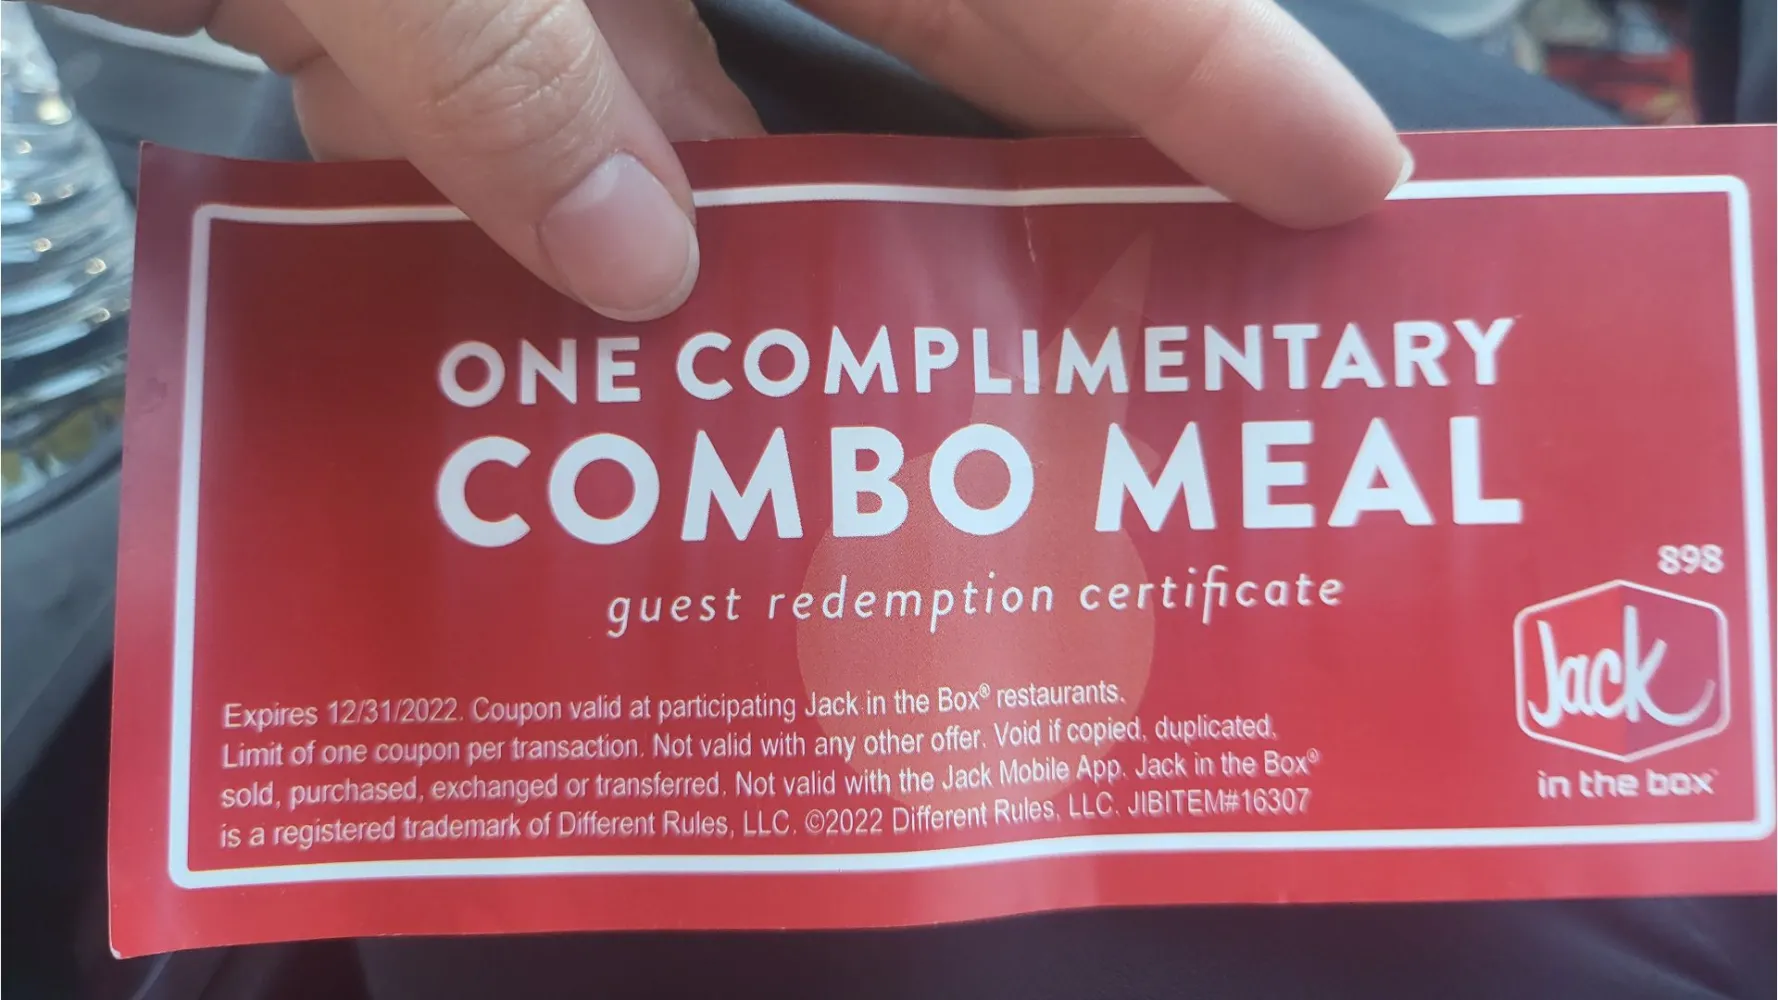 ONE COMPLIMENTARY
COMBO MEAL
guest redemption certificate
898
Jack
in the box
Expires 12/31/2022. Coupon valid at participating Jack in the Box® restaurants.
Limit of one coupon per transaction. Not valid with any other offer. Void if copied, duplicated,
sold, purchased, exchanged or transferred. Not valid with the Jack Mobile App. Jack in the Box®
is a registered trademark of Different Rules, LLC. ©2022 Different Rules, LLC. JIBITEM#16307